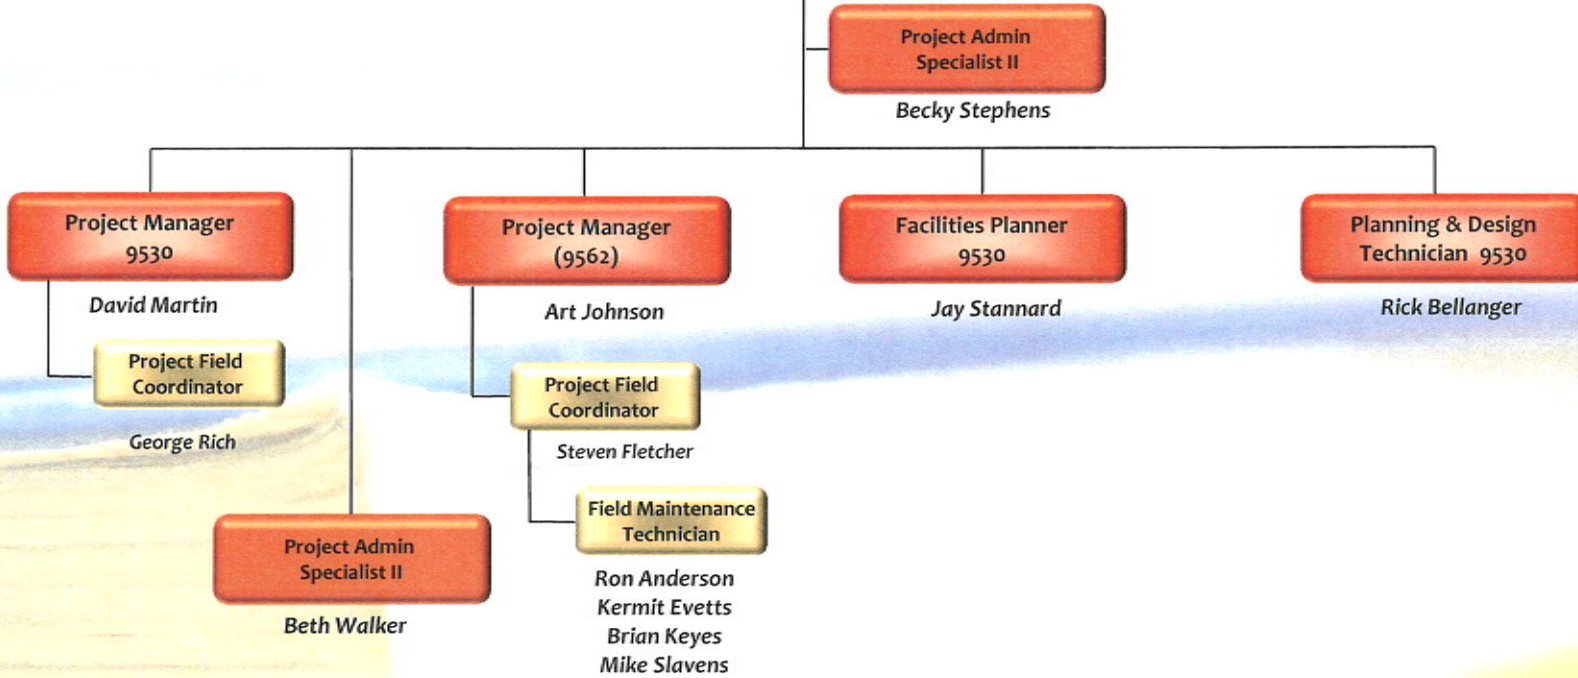 Project Admin
Specialist II
Becky Stephens
Project Manager
9530
David Martin
Project Field
Coordinator
George Rich
Project Admin
Specialist II
Beth Walker
Project Manager
(9562)
Art Johnson
Project Field
Coordinator
Steven Fletcher
Field Maintenance
Technician
Ron Anderson
Kermit Evetts
Brian Keyes
Mike Slavens
Facilities Planner
9530
Jay Stannard
Planning & Design
Technician 9530
Rick Bellanger